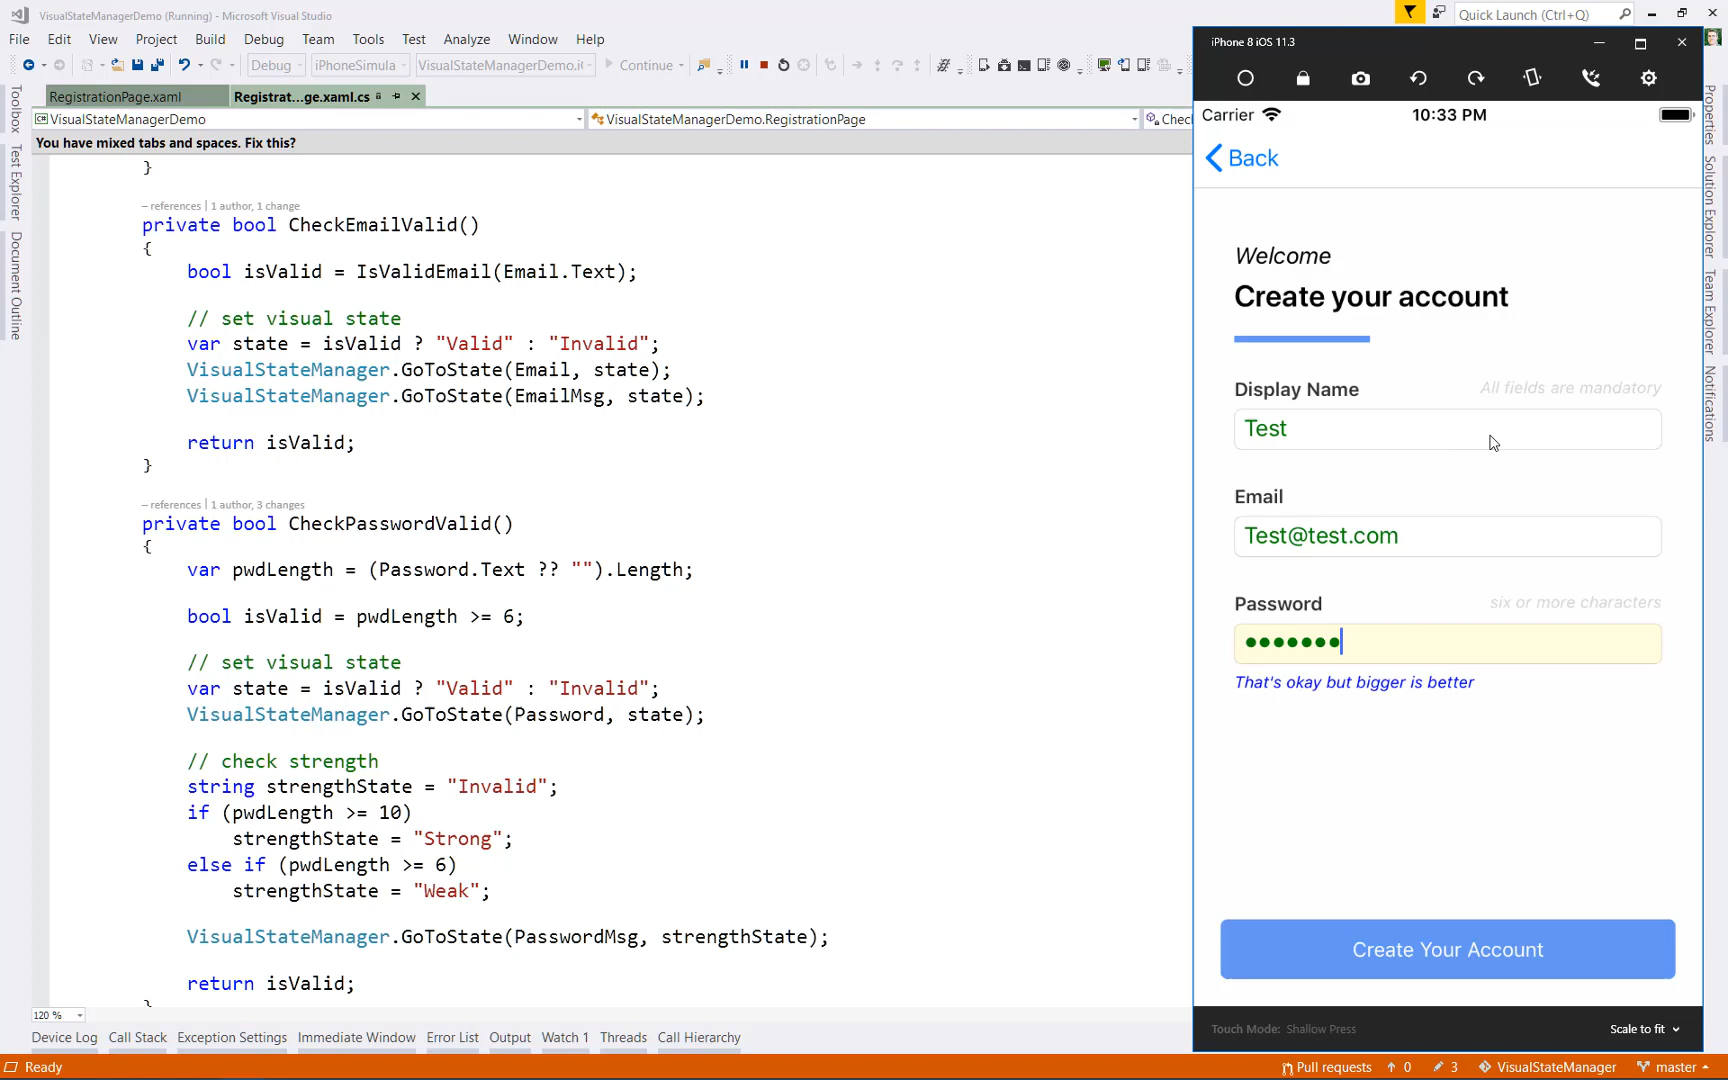 VisualStateManagerDemo (Running) - Microsoft Visual Studio
Quick Launch (Ctrl+Q)
File Edit View Project Build Debug Team Tools Test Analyze Window Help
Debug iPhoneSimula VisualStateManagerDemo.i Continue
RegistrationPage.xaml Registrat...ge.xaml.cs
VisualStateManagerDemo VisualStateManagerDemo.RegistrationPage Chec
You have mixed tabs and spaces. Fix this?
Toolbox
Test Explorer
Document Outline
}
– references | 1 author, 1 change
private bool CheckEmailValid()
{
bool isValid = IsValidEmail(Email.Text);
// set visual state
var state = isValid ? "Valid" : "Invalid";
VisualStateManager.GoToState(Email, state);
VisualStateManager.GoToState(EmailMsg, state);
return isValid;
}
– references | 1 author, 3 changes
private bool CheckPasswordValid()
{
var pwdLength = (Password.Text ?? "").Length;
bool isValid = pwdLength >= 6;
// set visual state
var state = isValid ? "Valid" : "Invalid";
VisualStateManager.GoToState(Password, state);
// check strength
string strengthState = "Invalid";
if (pwdLength >= 10)
strengthState = "Strong";
else if (pwdLength >= 6)
strengthState = "Weak";
VisualStateManager.GoToState(PasswordMsg, strengthState);
return isValid;
}
120 %
Device Log Call Stack Exception Settings Immediate Window Error List Output Watch 1 Threads Call Hierarchy
Ready
Pull requests 0 3 VisualStateManager master
iPhone 8 iOS 11.3
Carrier 10:33 PM
Back
Welcome
Create your account
Display Name All fields are mandatory
Test
Email
Test@test.com
Password six or more characters
•••••••
That's okay but bigger is better
Create Your Account
Touch Mode: Shallow Press Scale to fit
Properties
Solution Explorer
Team Explorer
Notifications